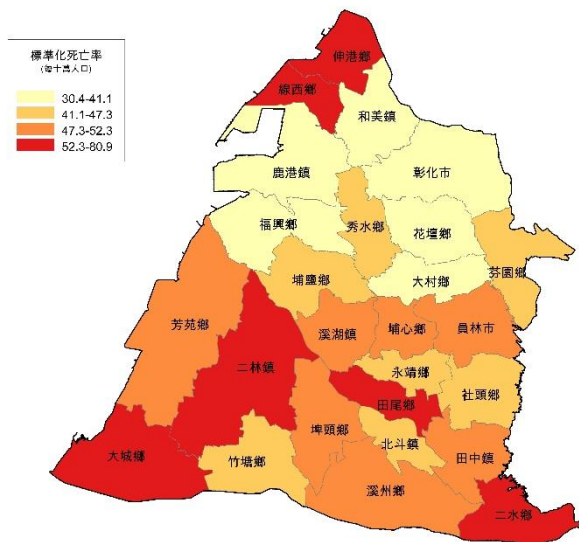 標準化死亡率
(每十萬人口)
30.4-41.1
41.1-47.3
47.3-52.3
52.3-80.9
伸港鄉
線西鄉
和美鎮
鹿港鎮
彰化市
福興鄉
秀水鄉
花壇鄉
芬園鄉
埔鹽鄉
大村鄉
芳苑鄉
溪湖鎮
埔心鄉
員林市
二林鎮
永靖鄉
社頭鄉
田尾鄉
埤頭鄉
北斗鎮
田中鎮
大城鄉
竹塘鄉
溪州鄉
二水鄉